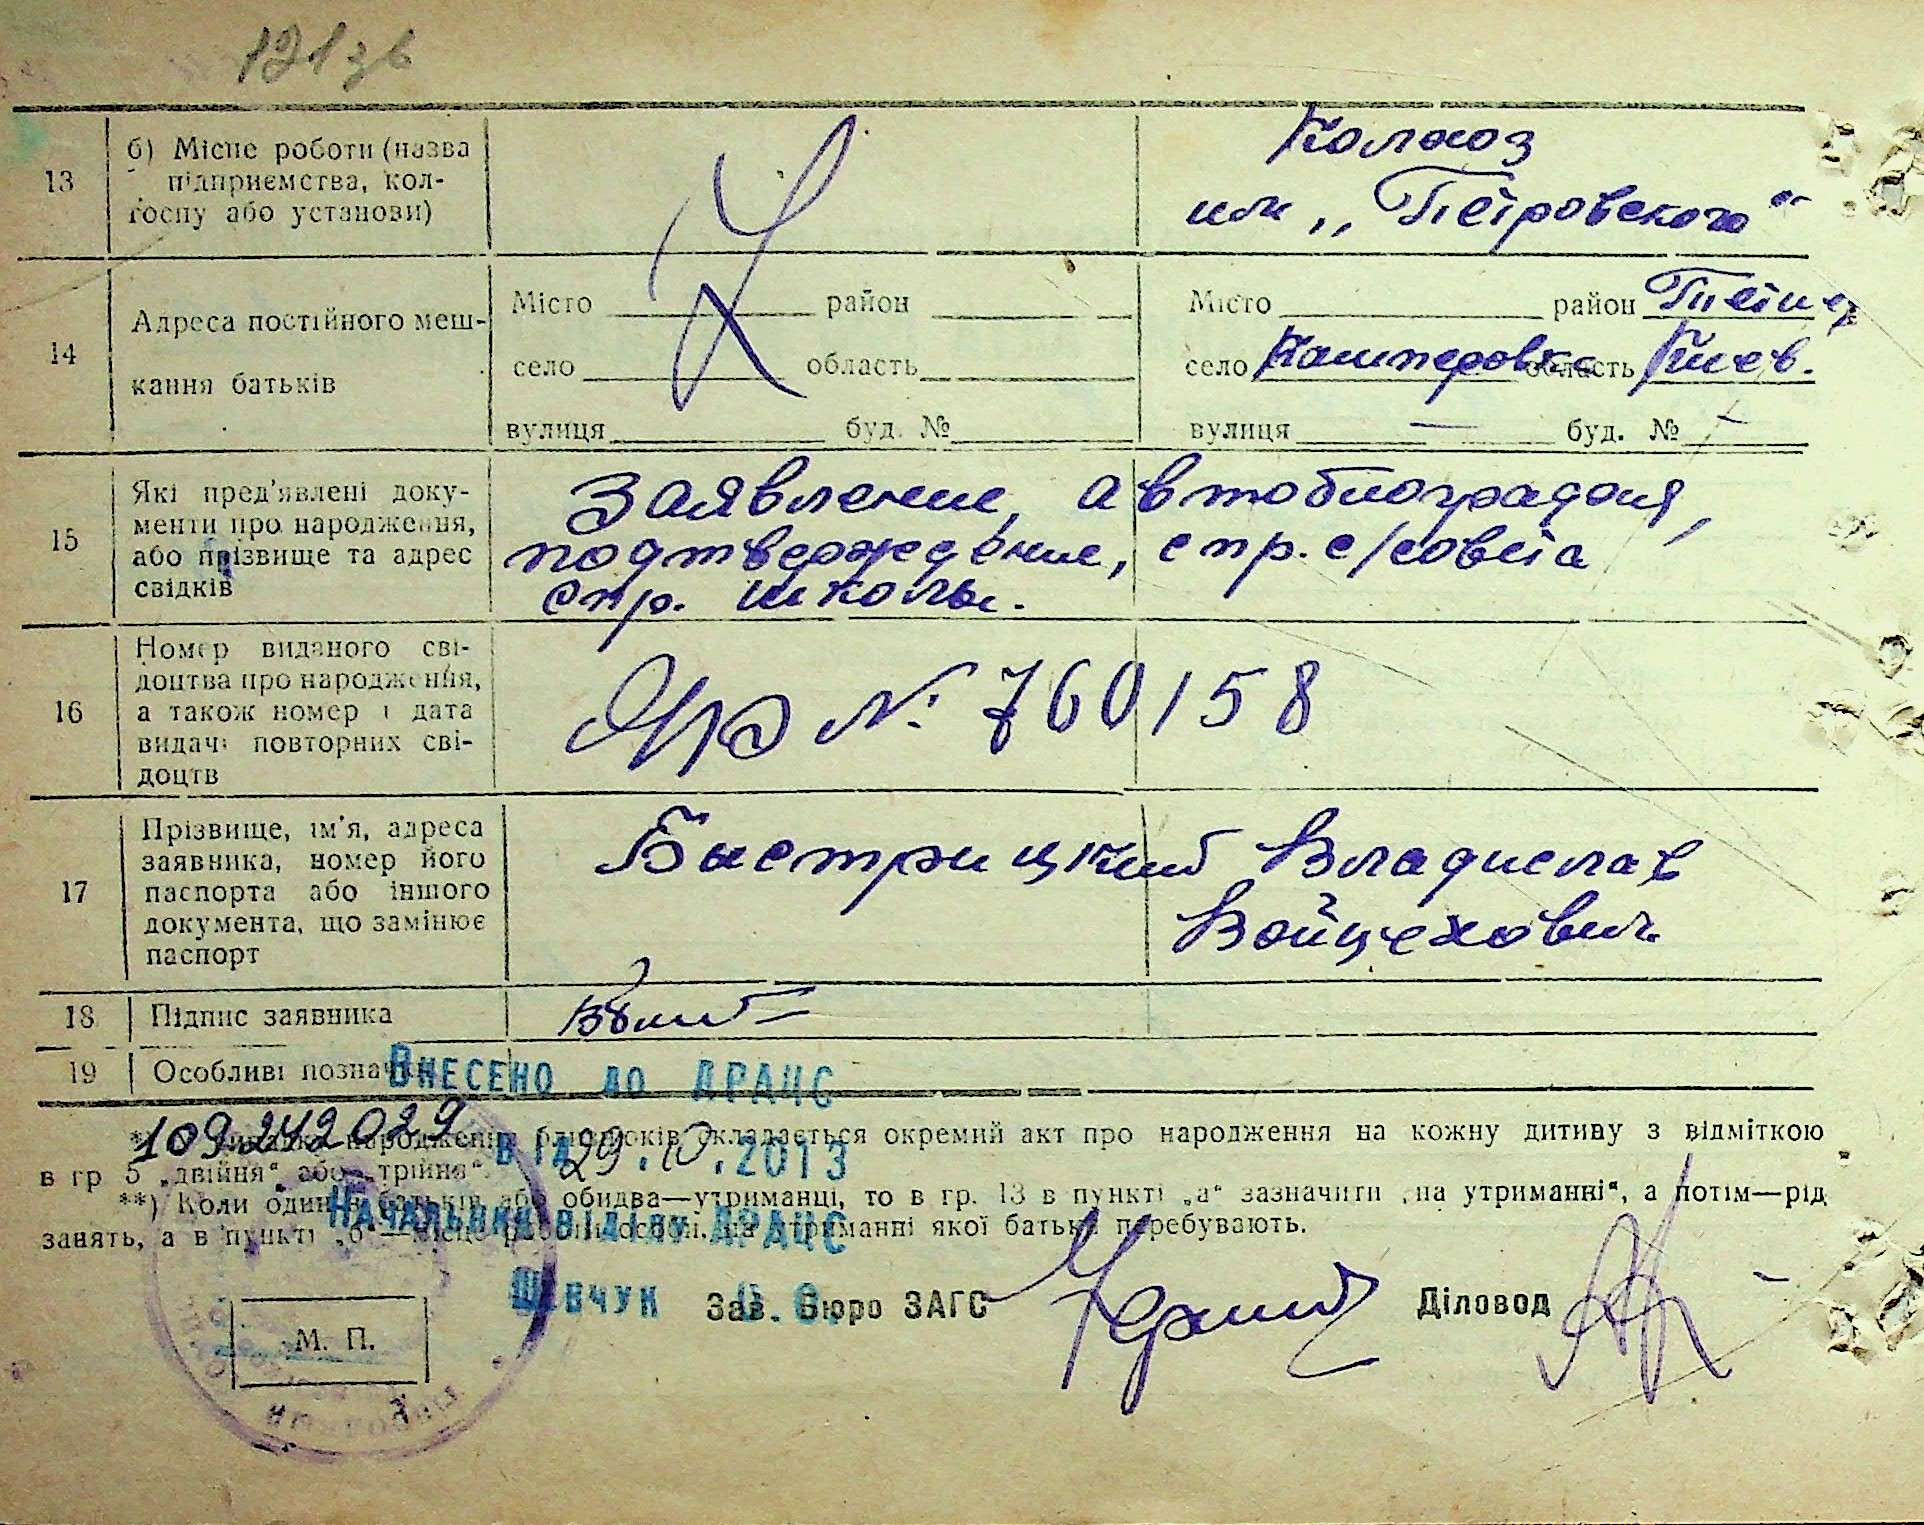 121 зв
13
б) Місце роботи (назва
підприємства, кол-
госпу або установи)
Колхоз
им „Петровского“
14
Адреса постійного меш-
кання батьків
Місто район
село область
вулиця буд. №
Місто район
село Кашперовка область Киев.
вулиця — буд. № —
15
Які пред'явлені доку-
менти про народження,
або прізвище та адрес
свідків
Заявление, автобиография,
подтверждение, спр. с/совета
спр. школы.
16
Номер виданого сві-
доцтва про народження,
а також номер і дата
видачі повторних сві-
доцтв
№ 760158
17
Прізвище, ім'я, адреса
заявника, номер його
паспорта або іншого
документа, що замінює
паспорт
Быстрицкий Владислав
Войцехович
18
Підпис заявника
19
Особливі позначки
Внесено до ДРАЦС
109242029
народження близнюків складається окремий акт про народження на кожну дитину з відміткою
в гр 5 „двійня“ або „трійня“.
29.10.2013
**) Коли один з батьків або обидва—утриманці, то в гр. 13 в пункті „а“ зазначити „на утриманні“, а потім—рід
Начальник відділу ДРАЦС
занять, а в пункті „б“—місце роботи особи, на утриманні якої батьки перебувають.
Шевчук
Зав. Бюро ЗАГС
Діловод
М. П.